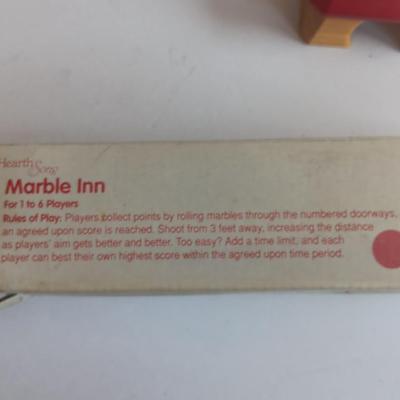 Hearth Song
Marble Inn
For 1 to 6 Players
Rules of Play: Players collect points by rolling marbles through the numbered doorways,
an agreed upon score is reached. Shoot from 3 feet away, increasing the distance
as players' aim gets better and better. Too easy? Add a time limit, and each
player can best their own highest score within the agreed upon time period.